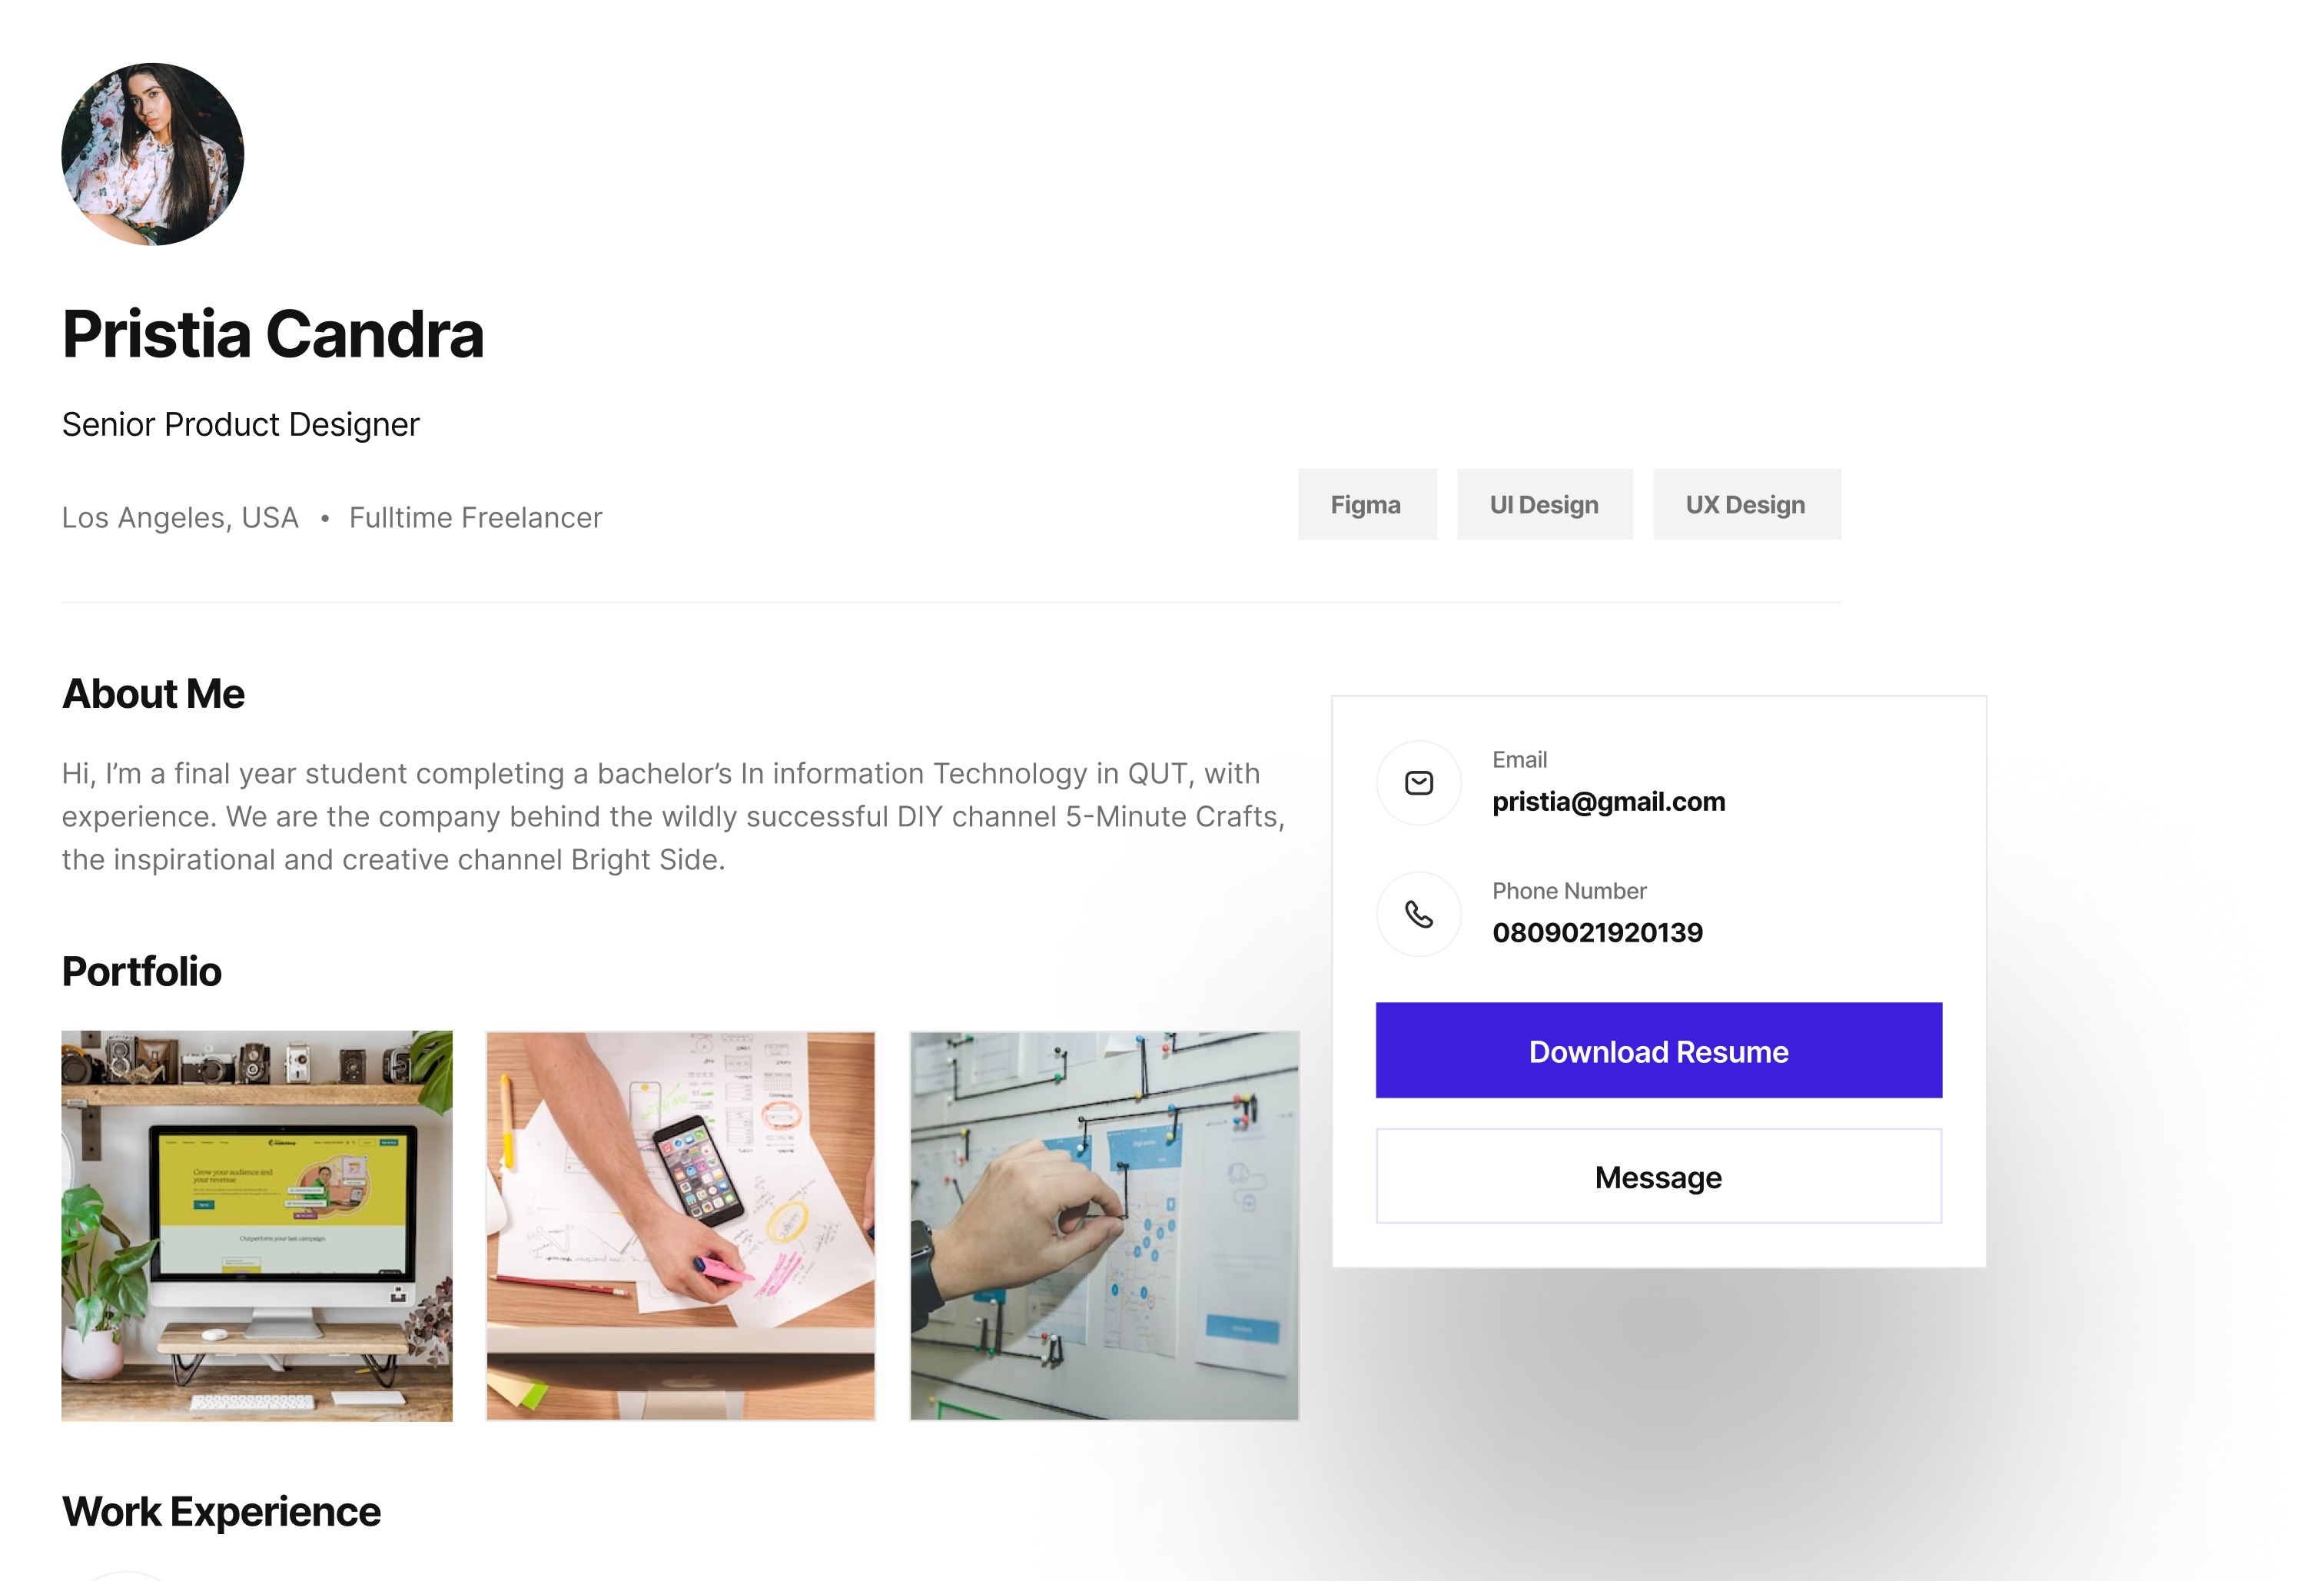 Pristia Candra
Senior Product Designer
Los Angeles, USA • Fulltime Freelancer
Figma
UI Design
UX Design
About Me
Hi, I’m a final year student completing a bachelor’s In information Technology in QUT, with
experience. We are the company behind the wildly successful DIY channel 5-Minute Crafts,
the inspirational and creative channel Bright Side.
Email
pristia@gmail.com
Phone Number
0809021920139
Download Resume
Message
Portfolio
Grow your audience and
your revenue
Outperform your last campaign
Work Experience